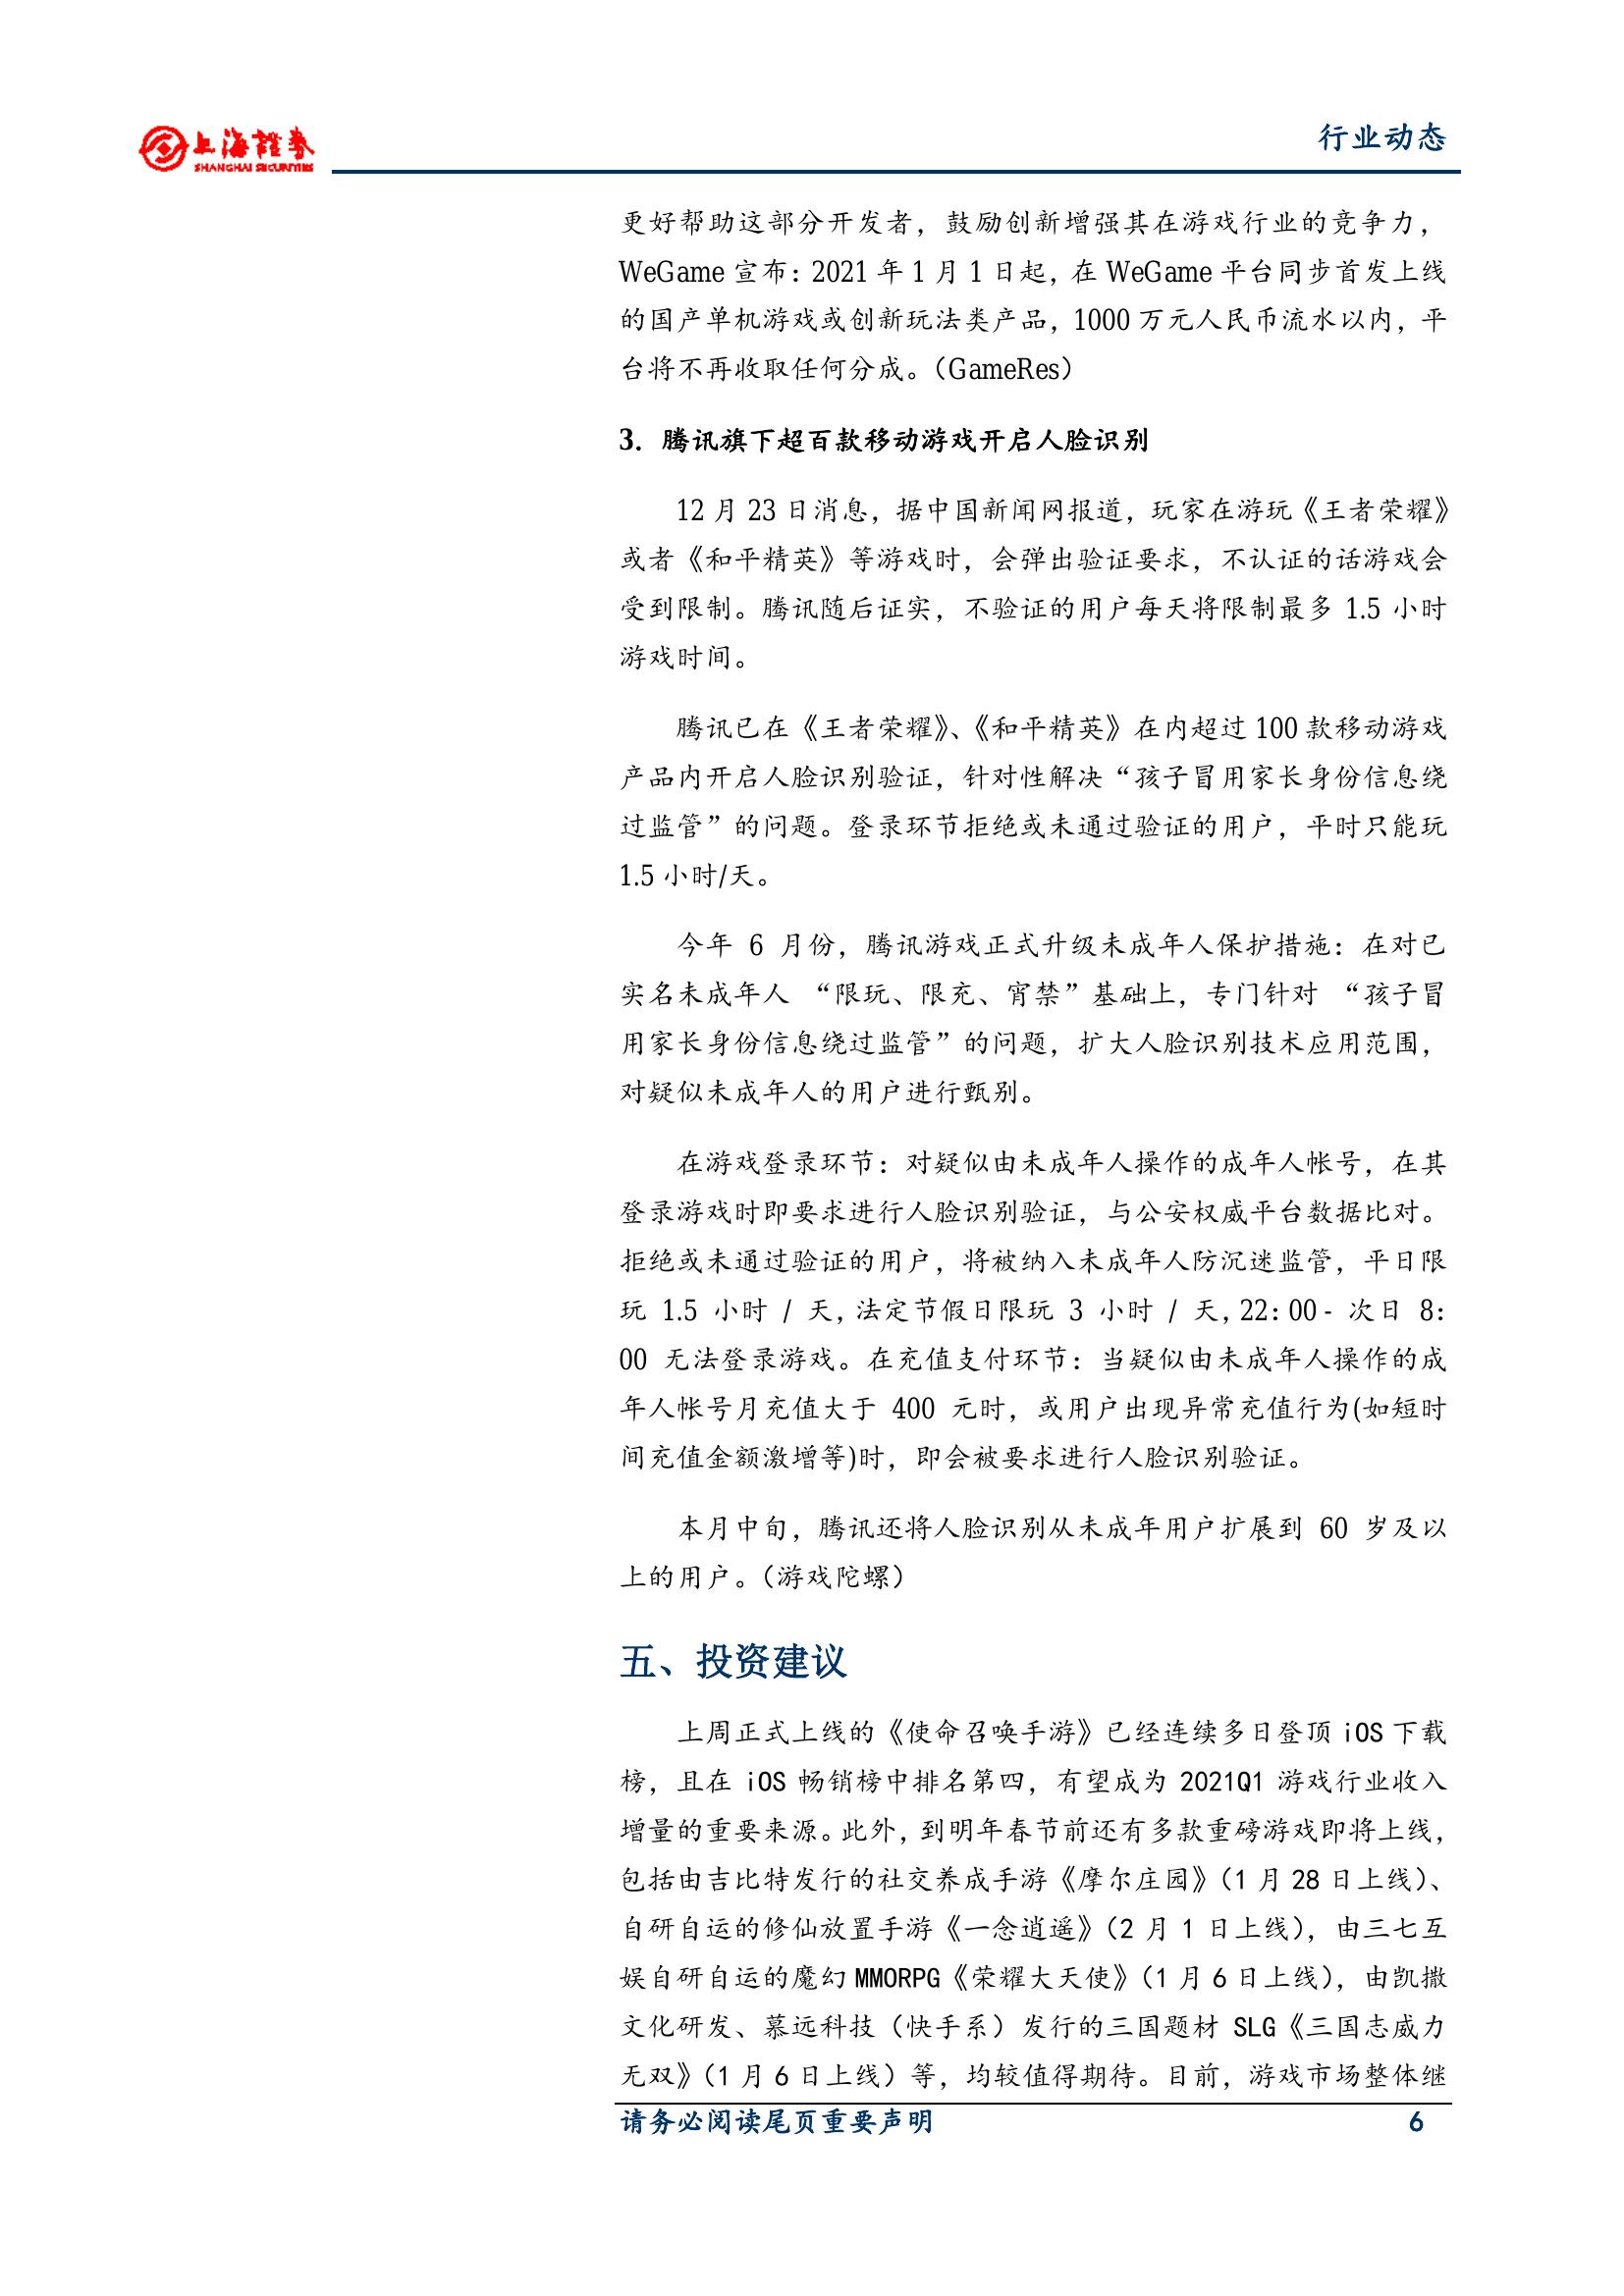 上海證券
SHANGHAI SECURITIES
行业动态
更好帮助这部分开发者，鼓励创新增强其在游戏行业的竞争力，
WeGame 宣布：2021 年 1 月 1 日起，在 WeGame 平台同步首发上线
的国产单机游戏或创新玩法类产品，1000 万元人民币流水以内，平
台将不再收取任何分成。（GameRes）
3. 腾讯旗下超百款移动游戏开启人脸识别
12 月 23 日消息，据中国新闻网报道，玩家在游玩《王者荣耀》
或者《和平精英》等游戏时，会弹出验证要求，不认证的话游戏会
受到限制。腾讯随后证实，不验证的用户每天将限制最多 1.5 小时
游戏时间。
腾讯已在《王者荣耀》、《和平精英》在内超过 100 款移动游戏
产品内开启人脸识别验证，针对性解决“孩子冒用家长身份信息绕
过监管”的问题。登录环节拒绝或未通过验证的用户，平时只能玩
1.5 小时/天。
今年 6 月份，腾讯游戏正式升级未成年人保护措施：在对已
实名未成年人 “限玩、限充、宵禁”基础上，专门针对 “孩子冒
用家长身份信息绕过监管”的问题，扩大人脸识别技术应用范围，
对疑似未成年人的用户进行甄别。
在游戏登录环节：对疑似由未成年人操作的成年人帐号，在其
登录游戏时即要求进行人脸识别验证，与公安权威平台数据比对。
拒绝或未通过验证的用户，将被纳入未成年人防沉迷监管，平日限
玩 1.5 小时 / 天，法定节假日限玩 3 小时 / 天，22：00 - 次日 8：
00 无法登录游戏。在充值支付环节：当疑似由未成年人操作的成
年人帐号月充值大于 400 元时，或用户出现异常充值行为(如短时
间充值金额激增等)时，即会被要求进行人脸识别验证。
本月中旬，腾讯还将人脸识别从未成年用户扩展到 60 岁及以
上的用户。（游戏陀螺）
五、投资建议
上周正式上线的《使命召唤手游》已经连续多日登顶 iOS 下载
榜，且在 iOS 畅销榜中排名第四，有望成为 2021Q1 游戏行业收入
增量的重要来源。此外，到明年春节前还有多款重磅游戏即将上线，
包括由吉比特发行的社交养成手游《摩尔庄园》（1 月 28 日上线）、
自研自运的修仙放置手游《一念逍遥》（2 月 1 日上线），由三七互
娱自研自运的魔幻 MMORPG《荣耀大天使》（1 月 6 日上线），由凯撒
文化研发、慕远科技（快手系）发行的三国题材 SLG《三国志威力
无双》（1 月 6 日上线）等，均较值得期待。目前，游戏市场整体继
请务必阅读尾页重要声明 6